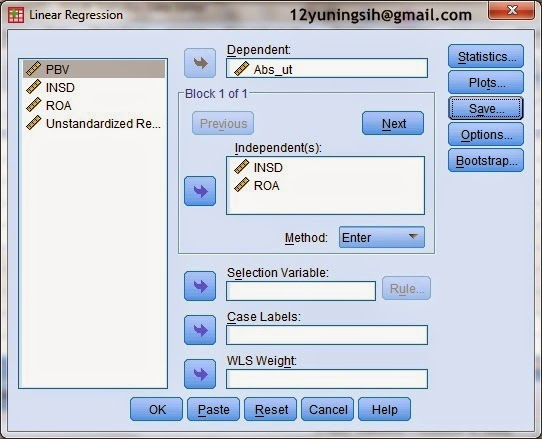 Linear Regression
12yuningsih@gmail.com
PBV
INSD
ROA
Unstandardized Re...
Dependent:
Abs_ut
Block 1 of 1
Previous
Next
Independent(s):
INSD
ROA
Method:
Enter
Selection Variable:
Rule...
Case Labels:
WLS Weight:
Statistics...
Plots...
Save...
Options...
Bootstrap...
OK
Paste
Reset
Cancel
Help